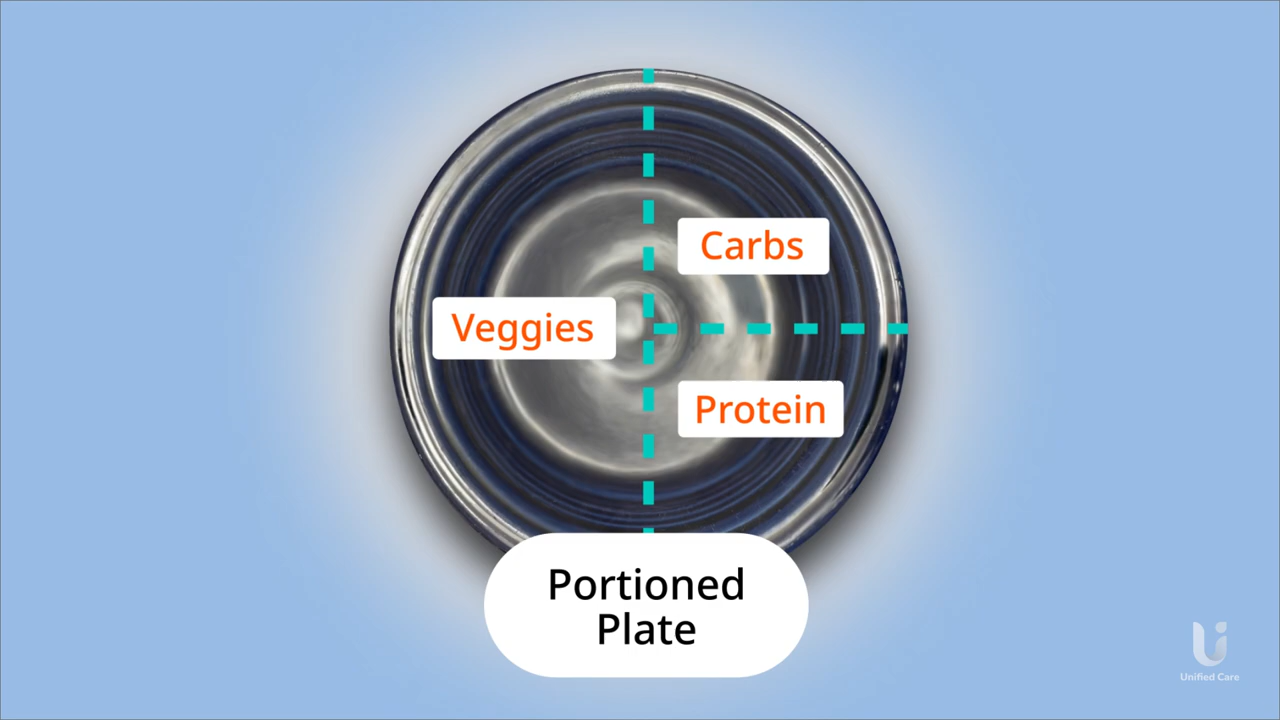 Carbs
Veggies
Protein
Portioned
Plate
Unified Care